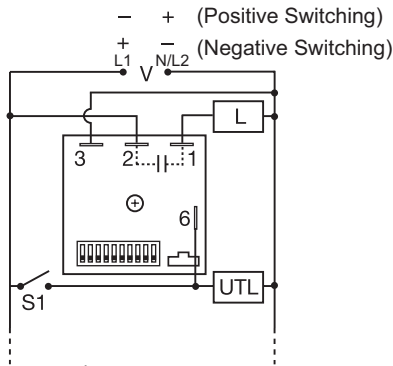 − + (Positive Switching)
+ − (Negative Switching)
L1 V N/L2
L
3 2 1
6
S1 UTL